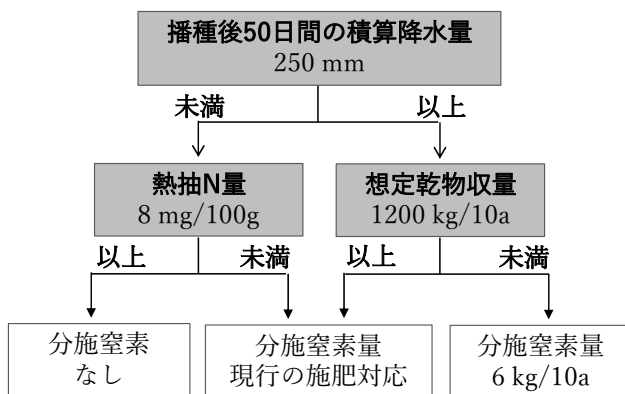 播種後50日間の積算降水量
250 mm
未満
以上
熱抽N量
8 mg/100g
想定乾物収量
1200 kg/10a
以上
未満
以上
未満
分施窒素
なし
分施窒素量
現行の施肥対応
分施窒素量
6 kg/10a